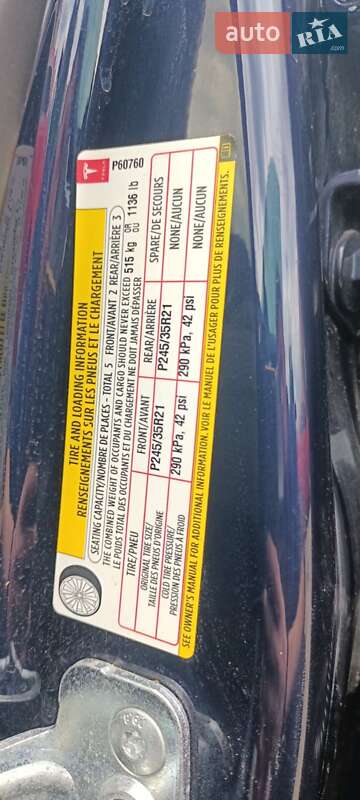 auto RIA
.com
TESLA
P60760
TIRE AND LOADING INFORMATION
RENSEIGNEMENTS SUR LES PNEUS ET LE CHARGEMENT
SEATING CAPACITY/NOMBRE DE PLACES - TOTAL 5 FRONT/AVANT 2 REAR/ARRIÈRE 3
THE COMBINED WEIGHT OF OCCUPANTS AND CARGO SHOULD NEVER EXCEED 515 kg OR 1136 lb
LE POIDS TOTAL DES OCCUPANTS ET DU CHARGEMENT NE DOIT JAMAIS DÉPASSER OU
TIRE/PNEU FRONT/AVANT REAR/ARRIÈRE SPARE/DE SECOURS
ORIGINAL TIRE SIZE/ P245/35R21 P245/35R21 NONE/AUCUN
TAILLE DES PNEUS D'ORIGINE
COLD TIRE PRESSURE/ 290 kPa, 42 psi 290 kPa, 42 psi NONE/AUCUN
PRESSION DES PNEUS À FROID
SEE OWNER'S MANUAL FOR ADDITIONAL INFORMATION. VOIR LE MANUEL DE L'USAGER POUR PLUS DE RENSEIGNEMENTS.